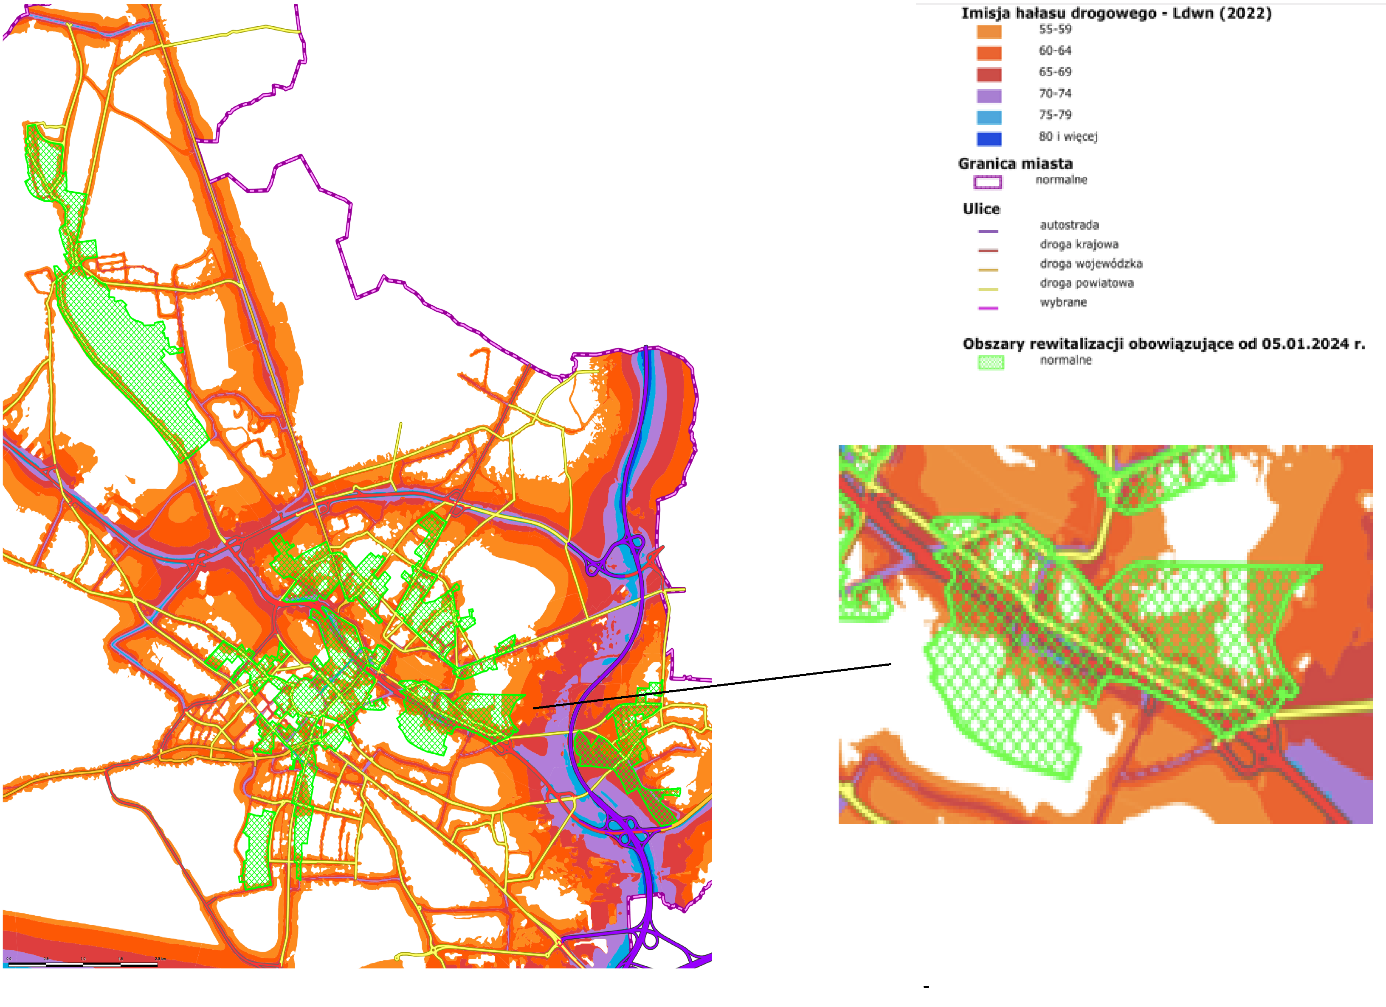 Imisja hałasu drogowego - Ldwn (2022)
55-59
60-64
65-69
70-74
75-79
80 i więcej
Granica miasta
normalne
Ulice
autostrada
droga krajowa
droga wojewódzka
droga powiatowa
wybrane
Obszary rewitalizacji obowiązujące od 05.01.2024 r.
normalne